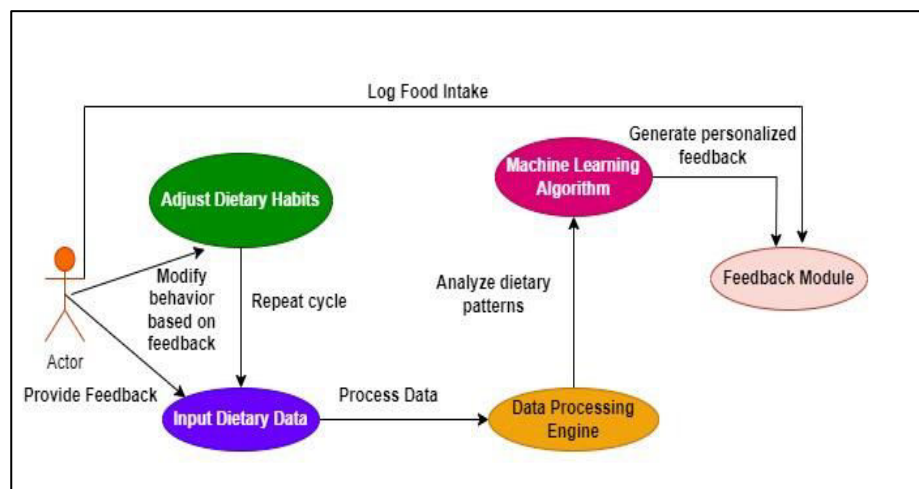 Log Food Intake
Generate personalized
feedback
Machine Learning
Algorithm
Adjust Dietary Habits
Feedback Module
Modify
behavior
based on
feedback
Repeat cycle
Analyze dietary
patterns
Actor
Provide Feedback
Input Dietary Data
Process Data
Data Processing
Engine